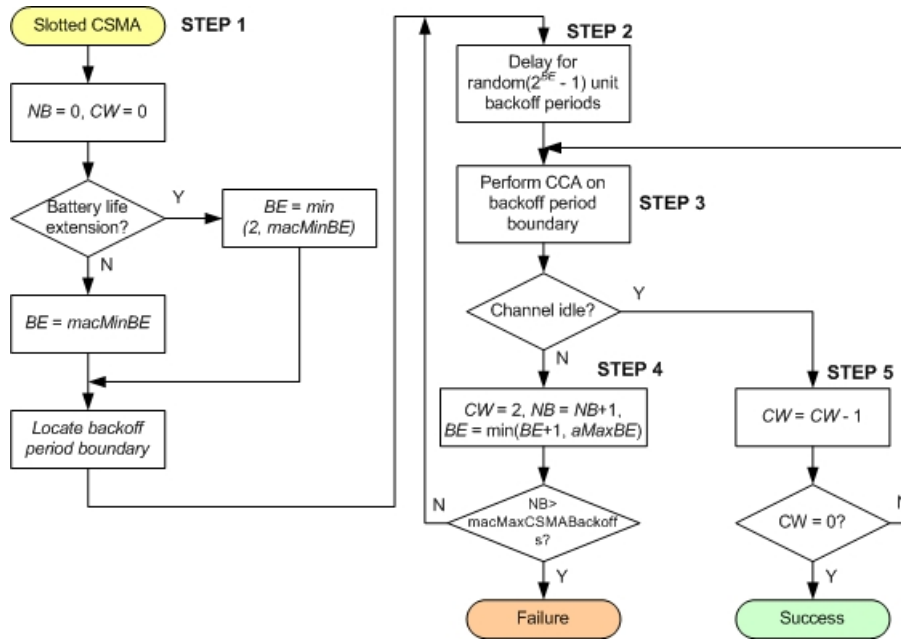 Slotted CSMA
STEP 1
NB = 0, CW = 0
Battery life
extension?
Y
N
BE = min
(2, macMinBE)
BE = macMinBE
Locate backoff
period boundary
STEP 2
Delay for
random(2^BE - 1) unit
backoff periods
Perform CCA on
backoff period
boundary
STEP 3
Channel idle?
Y
N
STEP 4
CW = 2, NB = NB+1,
BE = min(BE+1, aMaxBE)
N
NB>
macMaxCSMABackoff
s?
Y
Failure
STEP 5
CW = CW - 1
CW = 0?
N
Y
Success